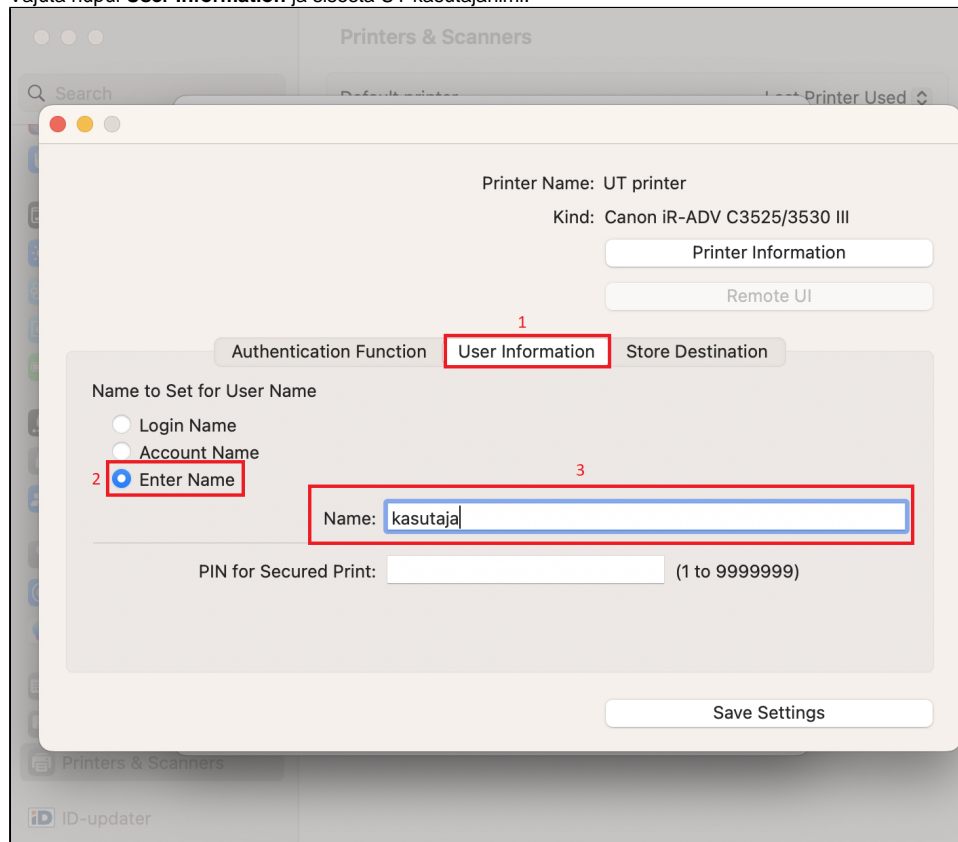 Vajuta nupul User Information ja sisesta UT kasutajanimi.
Printers & Scanners
Search
Default printer
Last Printer Used
Printer Name: UT printer
Kind: Canon iR-ADV C3525/3530 III
Printer Information
Remote UI
1
Authentication Function User Information Store Destination
Name to Set for User Name
Login Name
Account Name
2 Enter Name
3
Name: kasutaja
PIN for Secured Print: (1 to 9999999)
Save Settings
Printers & Scanners
iD ID-updater